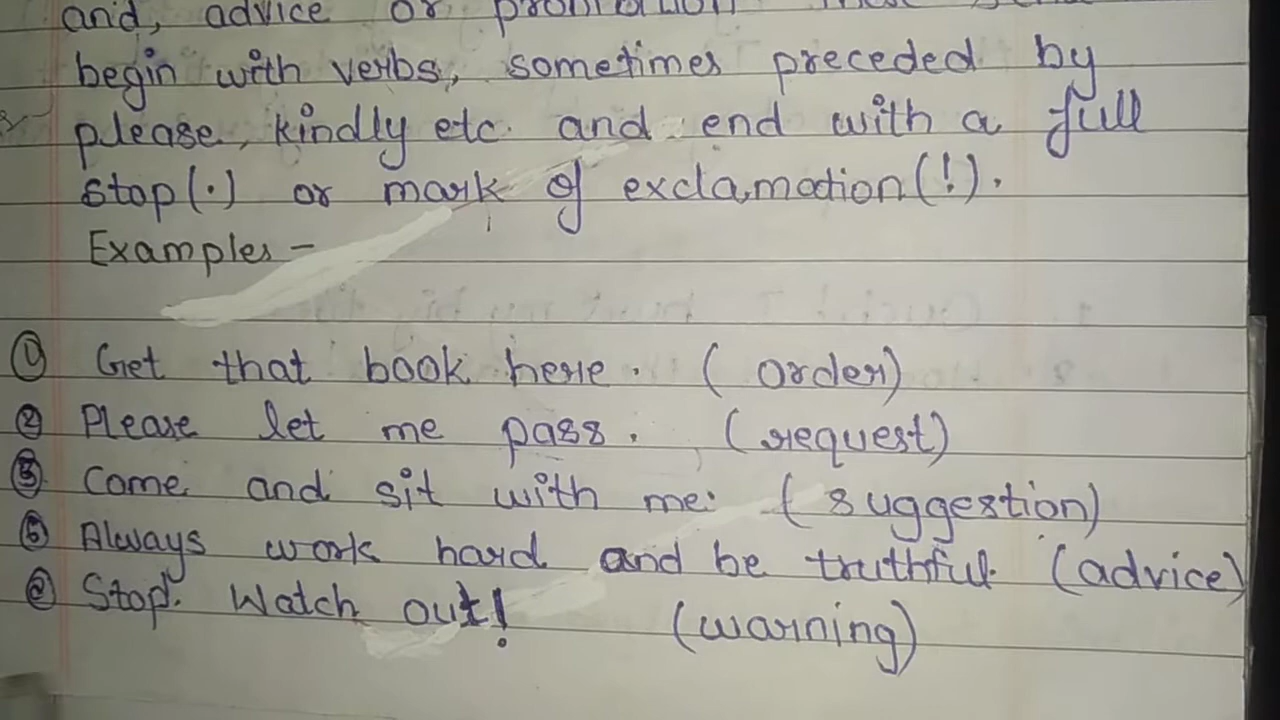 and, advice or prohibition. These
begin with verbs, sometimes preceded by
please, kindly etc. and end with a full
stop(.) or mark of exclamation(!).
Examples -
① Get that book here. (order)
② Please let me pass. (request)
③ Come and sit with me. (suggestion)
⑤ Always work hard and be truthful. (advice)
Stop. Watch out! (warning)